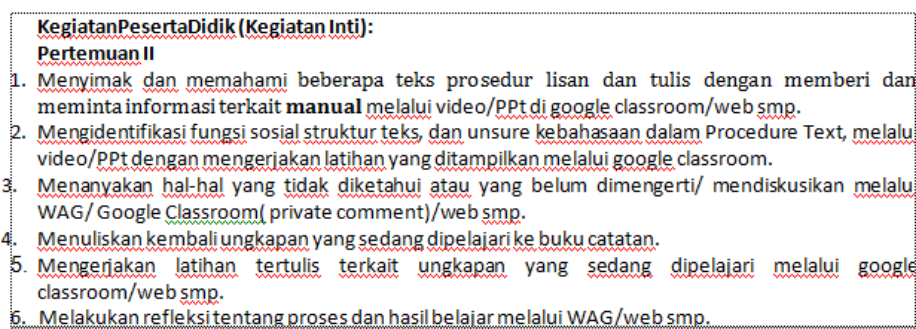 KegiatanPesertaDidik (Kegiatan Inti):
Pertemuan II
1. Menyimak dan memahami beberapa teks prosedur lisan dan tulis dengan memberi dan
meminta informasi terkait manual melalui video/PPt di google classroom/web smp.
2. Mengidentifikasi fungsi sosial struktur teks, dan unsure kebahasaan dalam Procedure Text, melalui
video/PPt dengan mengerjakan latihan yang ditampilkan melalui google classroom.
3. Menanyakan hal-hal yang tidak diketahui atau yang belum dimengerti/ mendiskusikan melalui
WAG/ Google Classroom( private comment)/web smp.
4. Menuliskan kembali ungkapan yang sedang dipelajari ke buku catatan.
5. Mengerjakan latihan tertulis terkait ungkapan yang sedang dipelajari melalui google
classroom/web smp.
6. Melakukan refleksi tentang proses dan hasil belajar melalui WAG/web smp.